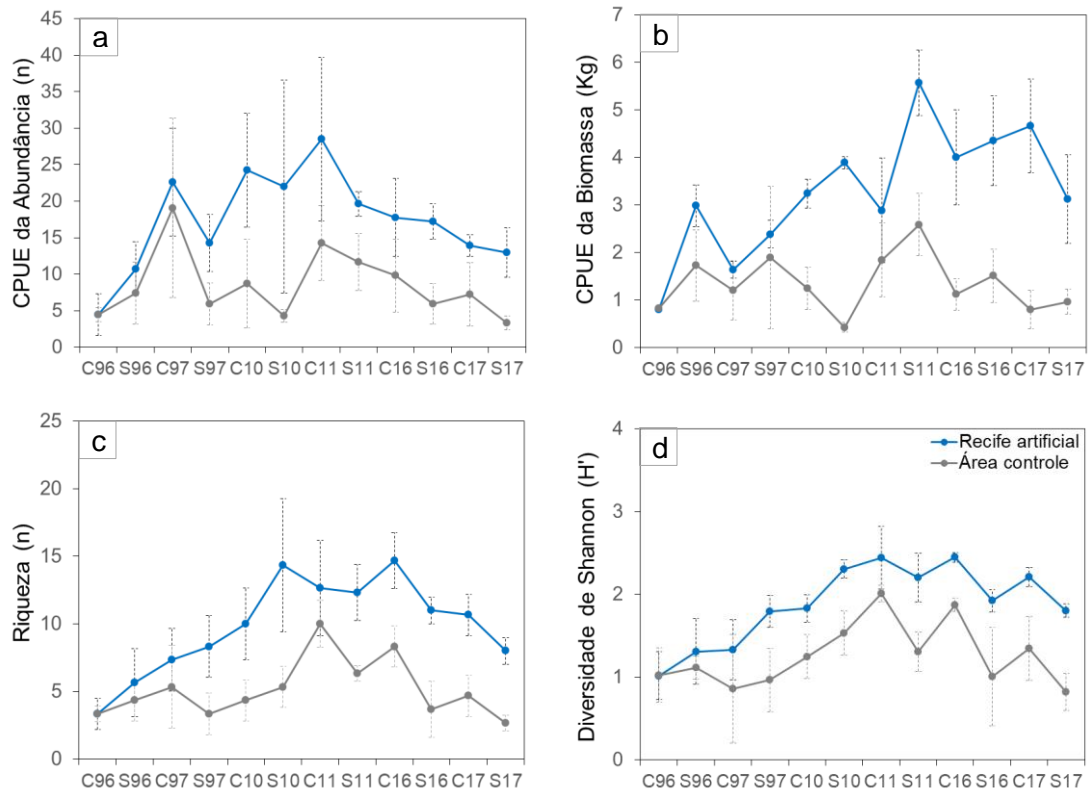 a
CPUE da Abundância (n)
45
40
35
30
25
20
15
10
5
0
C96 S96 C97 S97 C10 S10 C11 S11 C16 S16 C17 S17
b
CPUE da Biomassa (Kg)
7
6
5
4
3
2
1
0
C96 S96 C97 S97 C10 S10 C11 S11 C16 S16 C17 S17
c
Riqueza (n)
25
20
15
10
5
0
C96 S96 C97 S97 C10 S10 C11 S11 C16 S16 C17 S17
d
Recife artificial
Área controle
Diversidade de Shannon (H')
4
3
2
1
0
C96 S96 C97 S97 C10 S10 C11 S11 C16 S16 C17 S17